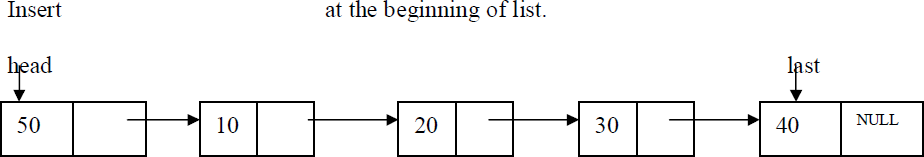 Insert at the beginning of list.
head last
50 10 20 30 40 NULL